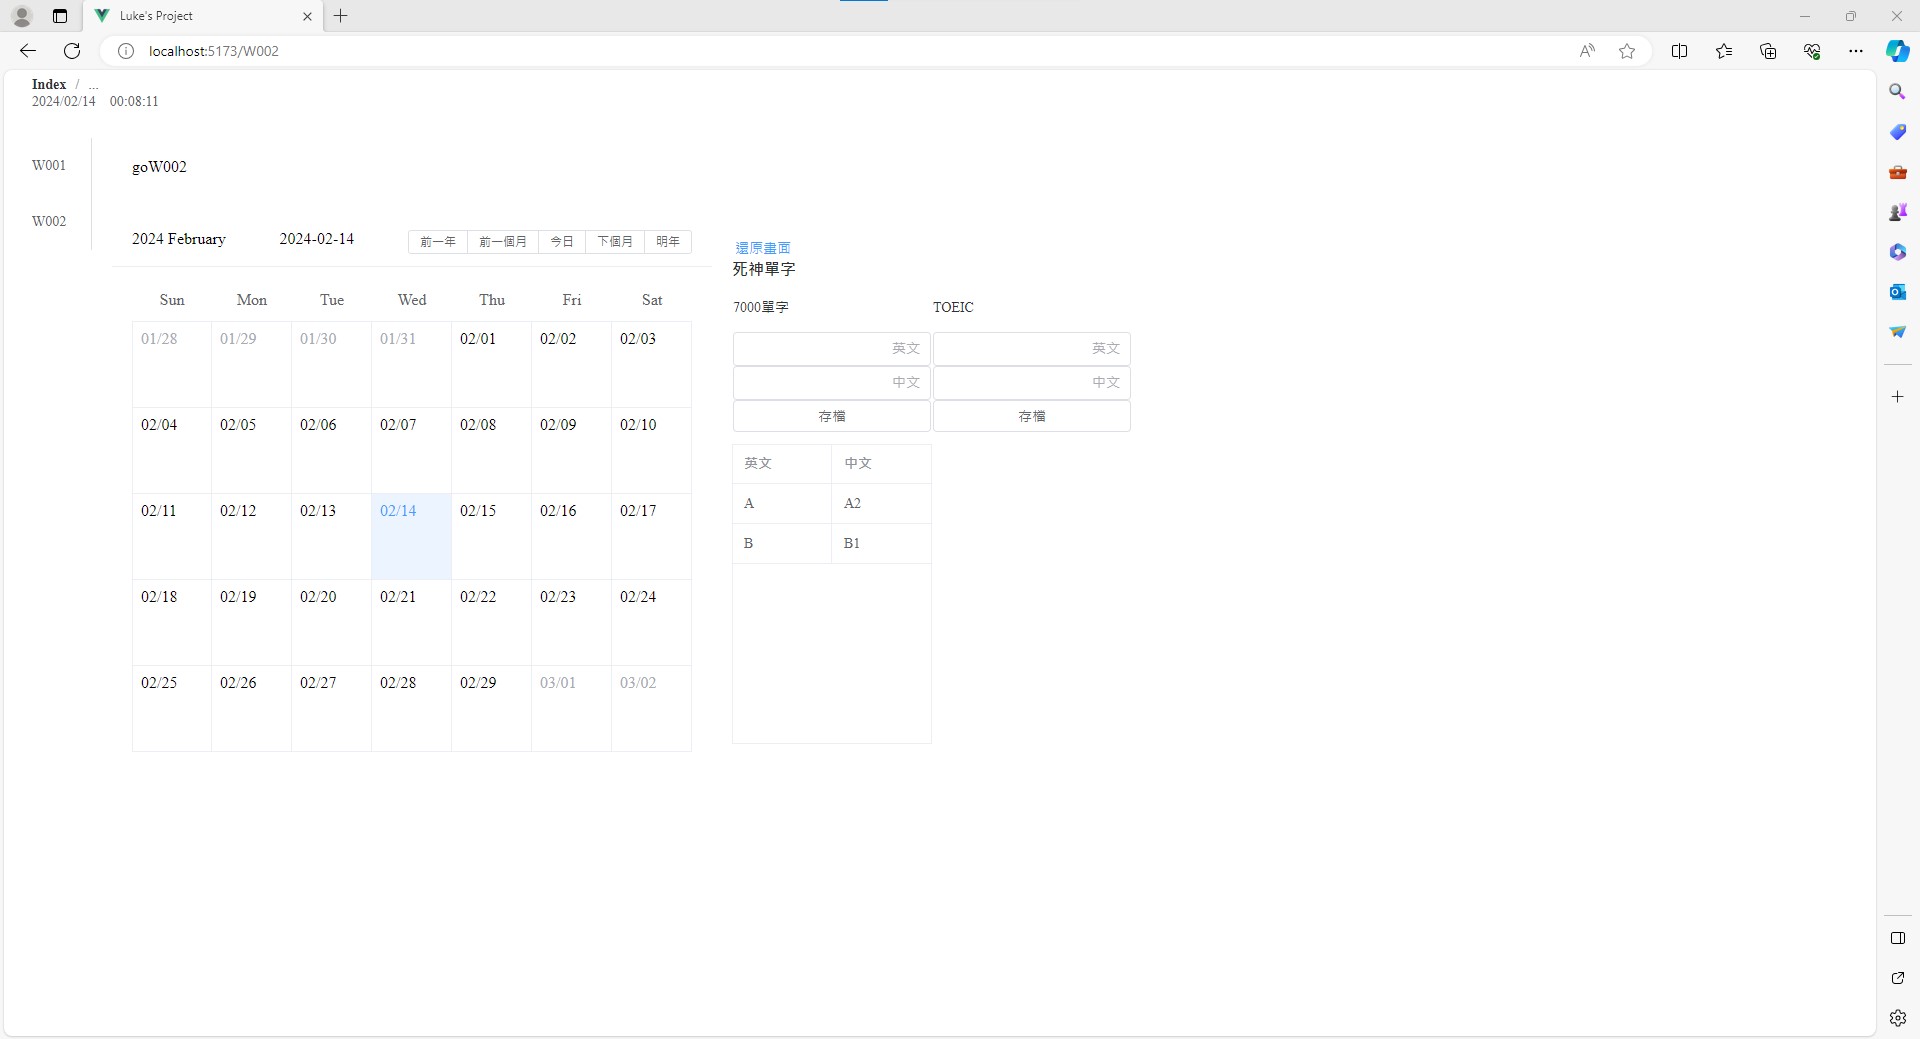 Luke's Project
localhost:5173/W002
Index / ...
2024/02/14 00:08:11
W001
W002
goW002
2024 February 2024-02-14 前一年 前一個月 今日 下個月 明年
Sun Mon Tue Wed Thu Fri Sat
01/28 01/29 01/30 01/31 02/01 02/02 02/03
02/04 02/05 02/06 02/07 02/08 02/09 02/10
02/11 02/12 02/13 02/14 02/15 02/16 02/17
02/18 02/19 02/20 02/21 02/22 02/23 02/24
02/25 02/26 02/27 02/28 02/29 03/01 03/02
還原畫面
死神單字
7000單字 TOEIC
英文 英文
中文 中文
存檔 存檔
英文 中文
A A2
B B1